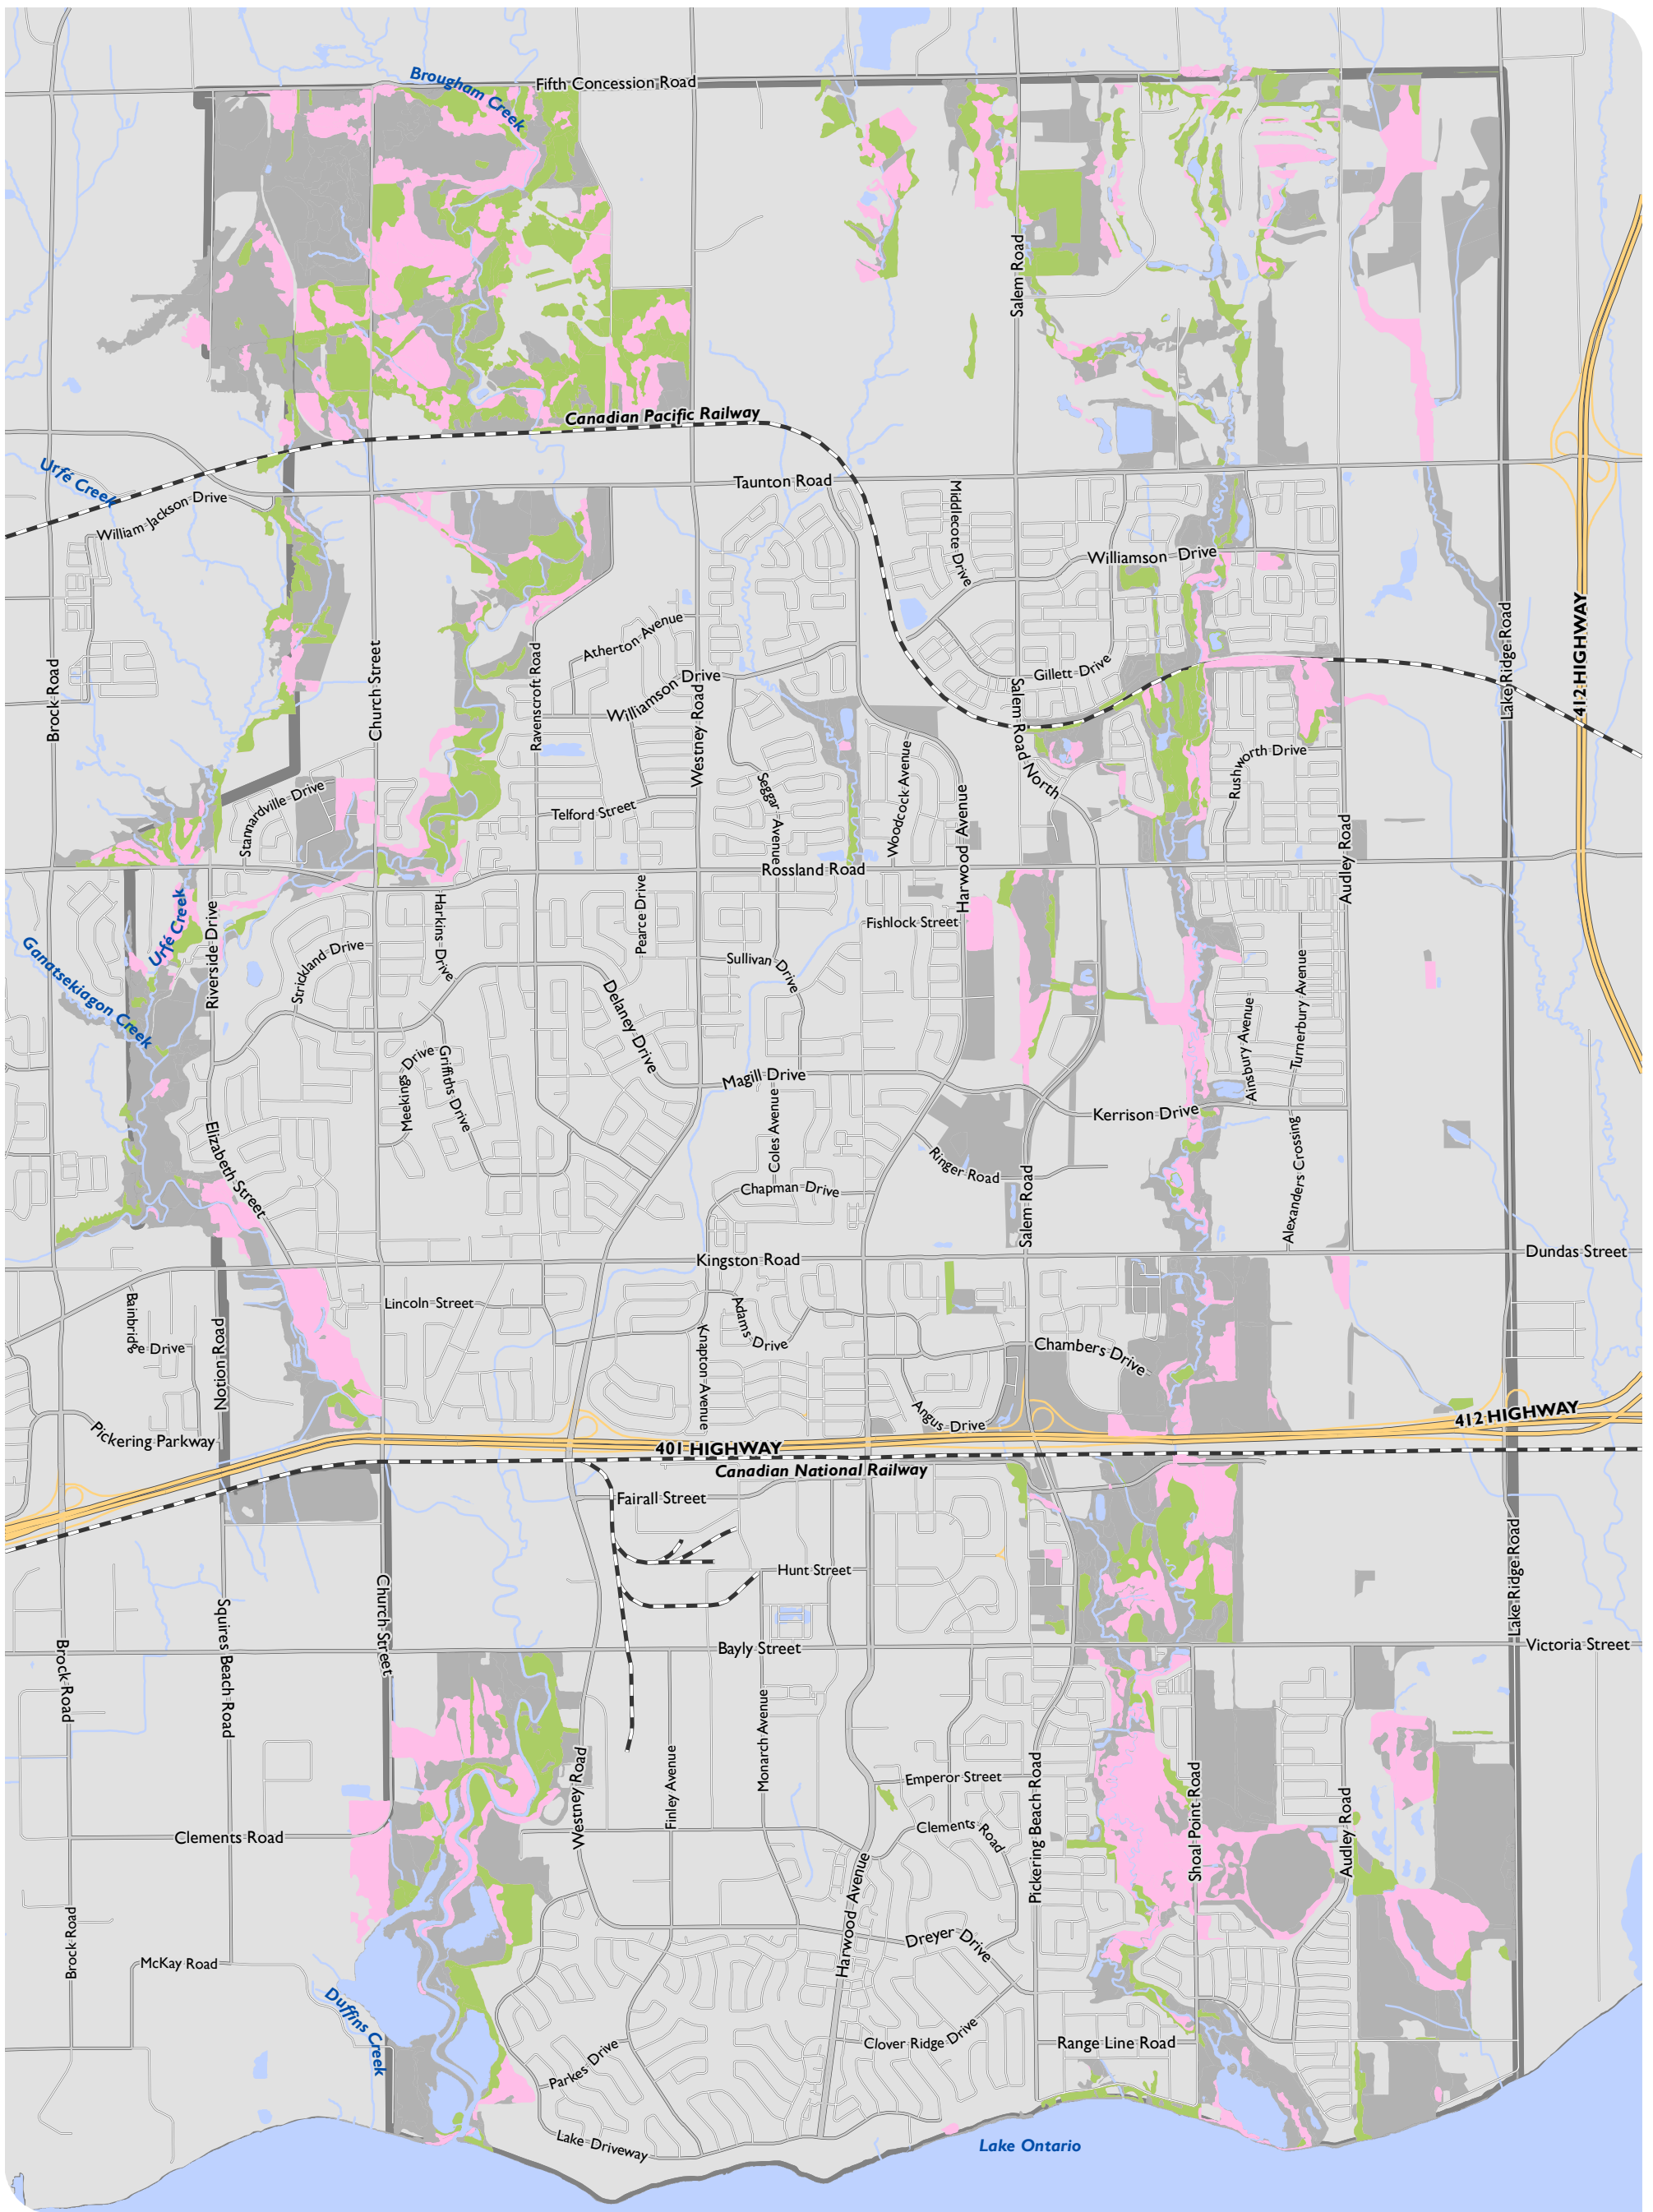 Brougham Creek
Fifth Concession Road
Salem Road
Canadian Pacific Railway
Urfé Creek
William Jackson Drive
Taunton Road
Middlecote Drive
Williamson Drive
412 HIGHWAY
Lake Ridge Road
Brock Road
Church Street
Ravenscroft Road
Atherton Avenue
Williamson Drive
Westney Road
Gillett Drive
Salem Road North
Rushworth Drive
Stannardville Drive
Telford Street
Seggar Avenue
Woodcock Avenue
Harwood Avenue
Audley Road
Rossland Road
Urfé Creek
Ganatsekiagon Creek
Riverside Drive
Strickland Drive
Harkins Drive
Pearce Drive
Fishlock Street
Sullivan Drive
Delaney Drive
Ainsbury Avenue
Turnerbury Avenue
Meekings Drive
Griffiths Drive
Magill Drive
Coles Avenue
Kerrison Drive
Elizabeth Street
Ringer Road
Chapman Drive
Salem Road
Alexanders Crossing
Kingston Road
Dundas Street
Bainbridge Drive
Notion Road
Lincoln Street
Adams Drive
Knapton Avenue
Chambers Drive
Angus Drive
Pickering Parkway
412 HIGHWAY
401 HIGHWAY
Canadian National Railway
Fairall Street
Hunt Street
Lake Ridge Road
Brock Road
Squires Beach Road
Church Street
Bayly Street
Victoria Street
Westney Road
Finley Avenue
Monarch Avenue
Emperor Street
Clements Road
Pickering Beach Road
Shoal Point Road
Audley Road
Clements Road
Harwood Avenue
Brock Road
McKay Road
Dreyer Drive
Duffins Creek
Parkes Drive
Clover Ridge Drive
Range Line Road
Lake Driveway
Lake Ontario